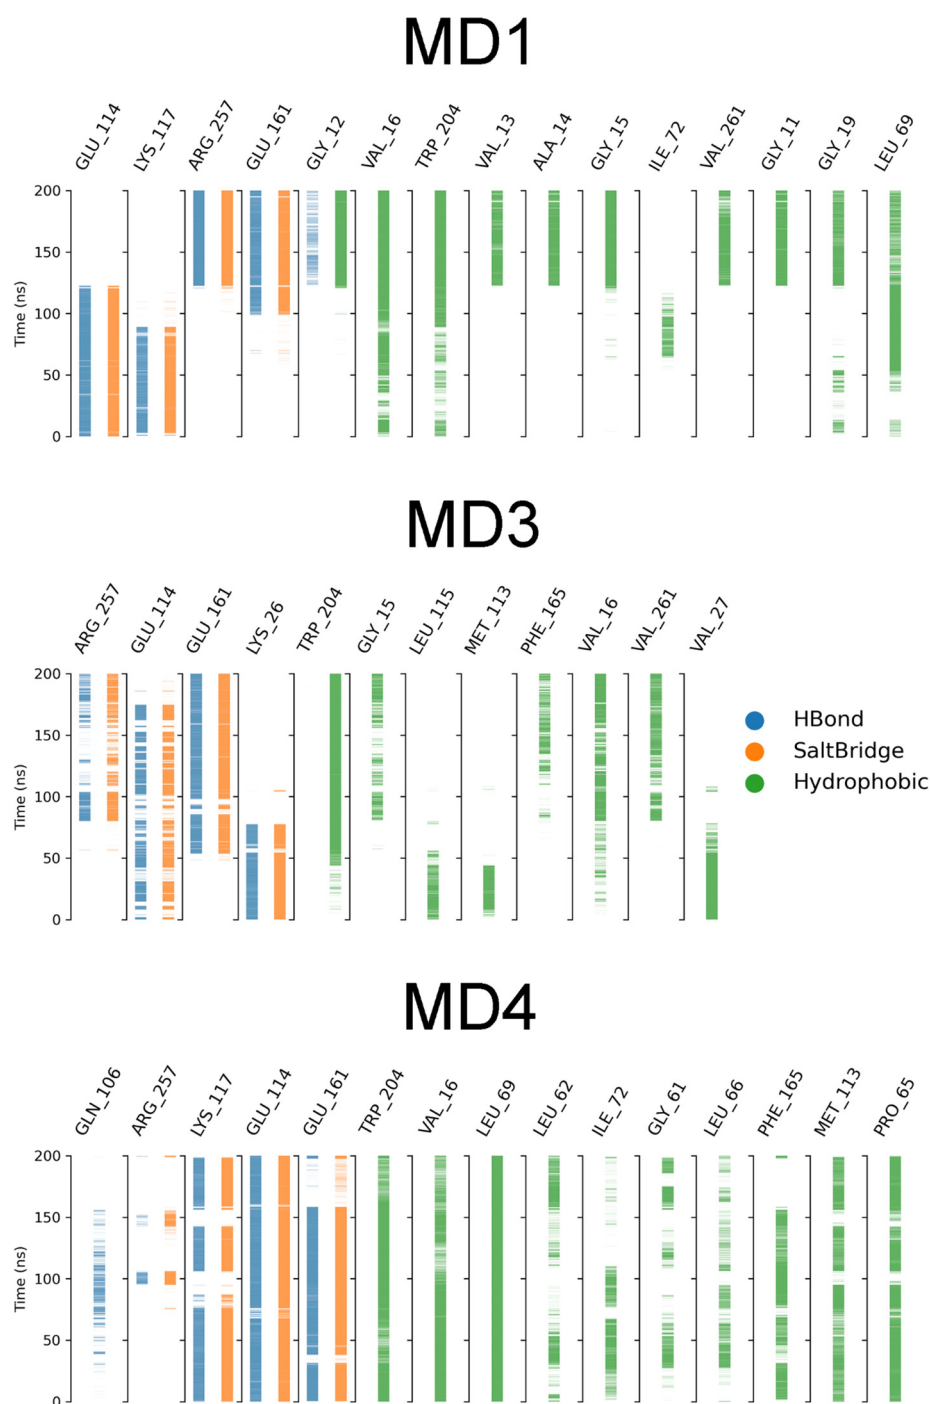 MD1
GLU_114 LYS_117 ARG_257 GLU_161 GLY_12 VAL_16 TRP_204 VAL_13 ALA_14 GLY_15 ILE_72 VAL_261 GLY_11 GLY_19 LEU_69
200
150
100
50
0
Time (ns)
MD3
ARG_257 GLU_114 GLU_161 LYS_26 TRP_204 GLY_15 LEU_115 MET_113 PHE_165 VAL_16 VAL_261 VAL_27
200
150
100
50
0
Time (ns)
HBond
SaltBridge
Hydrophobic
MD4
GLN_106 ARG_257 LYS_117 GLU_114 GLU_161 TRP_204 VAL_16 LEU_69 LEU_62 ILE_72 GLY_61 LEU_66 PHE_165 MET_113 PRO_65
200
150
100
50
0
Time (ns)